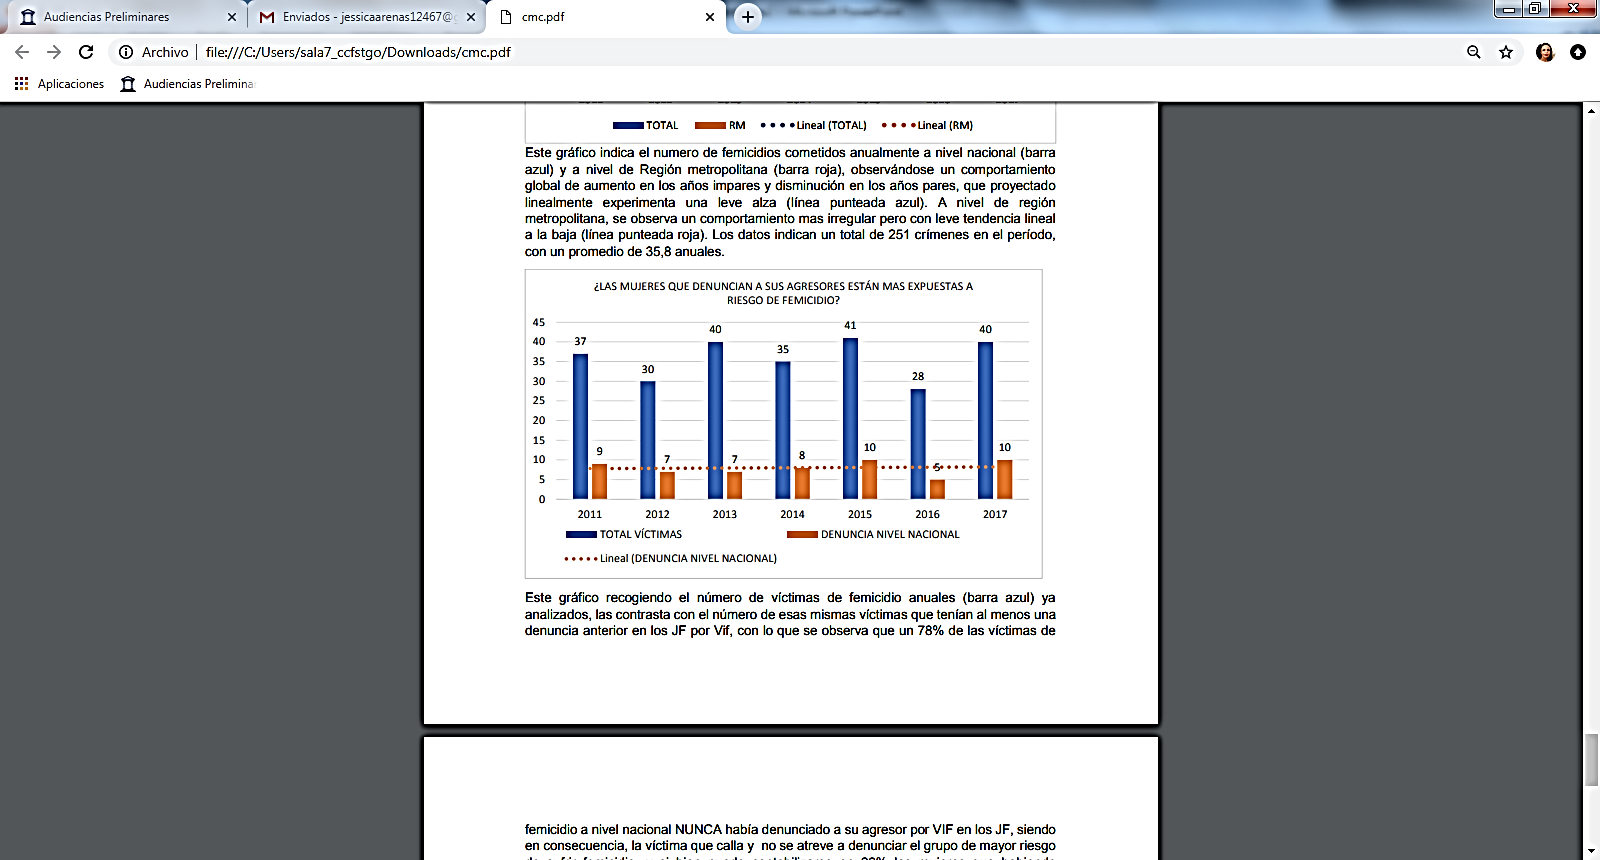 Audiencias Preliminares
Enviados - jessicaarenas12467@
cmc.pdf
Archivo
file:///C:/Users/sala7_ccfstgo/Downloads/cmc.pdf
Aplicaciones
Audiencias Prelimina
TOTAL RM Lineal (TOTAL) Lineal (RM)
Este gráfico indica el numero de femicidios cometidos anualmente a nivel nacional (barra
azul) y a nivel de Región metropolitana (barra roja), observándose un comportamiento
global de aumento en los años impares y disminución en los años pares, que proyectado
linealmente experimenta una leve alza (línea punteada azul). A nivel de región
metropolitana, se observa un comportamiento mas irregular pero con leve tendencia lineal
a la baja (línea punteada roja). Los datos indican un total de 251 crímenes en el período,
con un promedio de 35,8 anuales.
¿LAS MUJERES QUE DENUNCIAN A SUS AGRESORES ESTÁN MAS EXPUESTAS A
RIESGO DE FEMICIDIO?
45
40
35
30
25
20
15
10
5
0
37
30
40
35
41
28
40
9
7
7
8
10
5
10
2011 2012 2013 2014 2015 2016 2017
TOTAL VÍCTIMAS DENUNCIA NIVEL NACIONAL
Lineal (DENUNCIA NIVEL NACIONAL)
Este gráfico recogiendo el número de víctimas de femicidio anuales (barra azul) ya
analizados, las contrasta con el número de esas mismas víctimas que tenían al menos una
denuncia anterior en los JF por Vif, con lo que se observa que un 78% de las víctimas de
femicidio a nivel nacional NUNCA había denunciado a su agresor por VIF en los JF, siendo
en consecuencia, la víctima que calla y no se atreve a denunciar el grupo de mayor riesgo